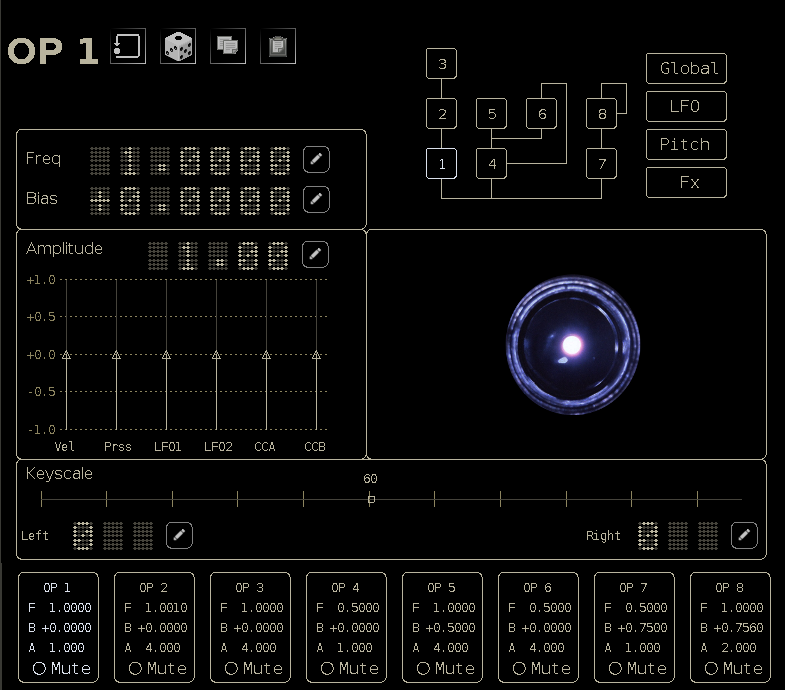 OP 1
3
2 5 6 8
1 4 7
Global
LFO
Pitch
Fx
Freq 1.0000
Bias +0.0000
Amplitude 1.00
+1.0
+0.5
+0.0
-0.5
-1.0
Vel Prss LFO1 LFO2 CCA CCB
Keyscale
60
Left 0
Right 0
OP 1
F 1.0000
B +0.0000
A 1.000
Mute
OP 2
F 1.0010
B +0.0000
A 4.000
Mute
OP 3
F 1.0000
B +0.0000
A 4.000
Mute
OP 4
F 0.5000
B +0.0000
A 1.000
Mute
OP 5
F 1.0000
B +0.5000
A 4.000
Mute
OP 6
F 0.5000
B +0.0000
A 4.000
Mute
OP 7
F 0.5000
B +0.7500
A 1.000
Mute
OP 8
F 1.0000
B +0.7560
A 2.000
Mute